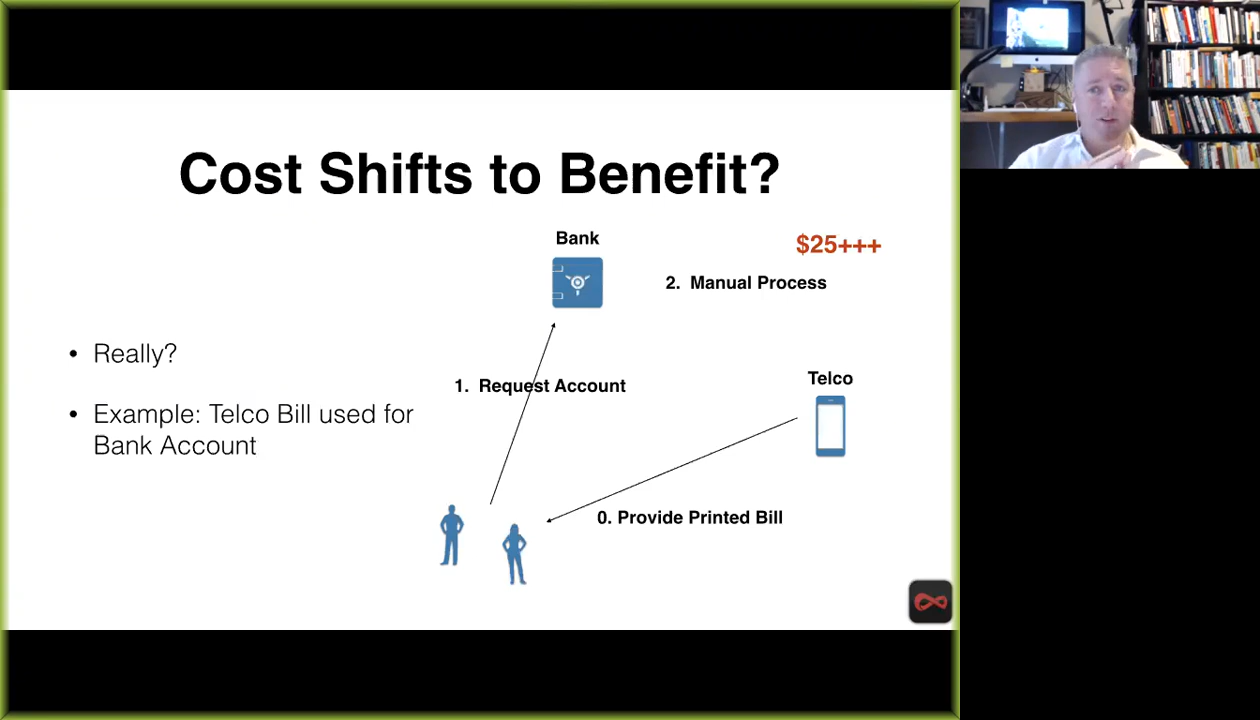 Cost Shifts to Benefit?
Bank
$25+++
2. Manual Process
• Really?
1. Request Account
Telco
• Example: Telco Bill used for
Bank Account
0. Provide Printed Bill